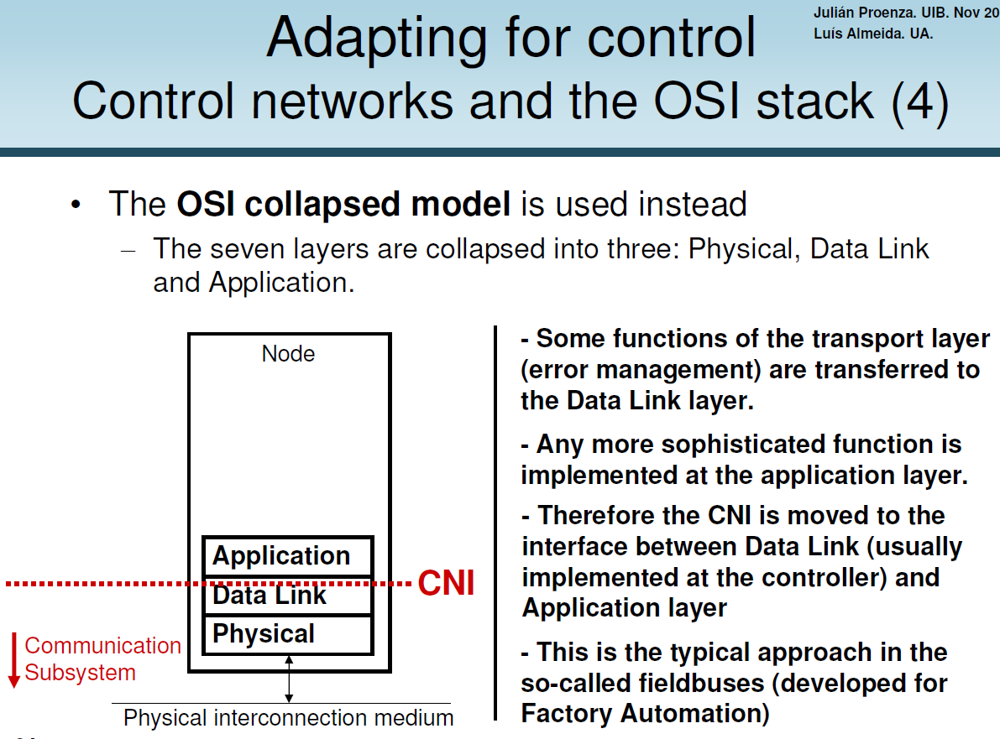 Julián Proenza. UIB. Nov 20
Luís Almeida. UA.
Adapting for control
Control networks and the OSI stack (4)
• The OSI collapsed model is used instead
– The seven layers are collapsed into three: Physical, Data Link
and Application.
Node
Application
Data Link
Physical
CNI
Communication
Subsystem
Physical interconnection medium
- Some functions of the transport layer
(error management) are transferred to
the Data Link layer.
- Any more sophisticated function is
implemented at the application layer.
- Therefore the CNI is moved to the
interface between Data Link (usually
implemented at the controller) and
Application layer
- This is the typical approach in the
so-called fieldbuses (developed for
Factory Automation)